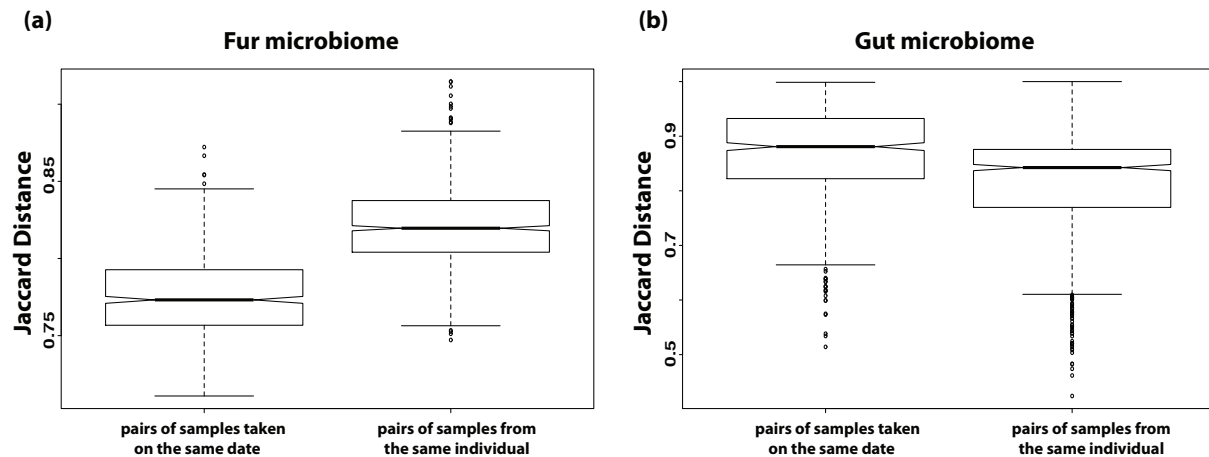 (a)
Fur microbiome
Jaccard Distance
0.85
0.75
pairs of samples taken
on the same date
pairs of samples from
the same individual
(b)
Gut microbiome
Jaccard Distance
0.9
0.7
0.5
pairs of samples taken
on the same date
pairs of samples from
the same individual